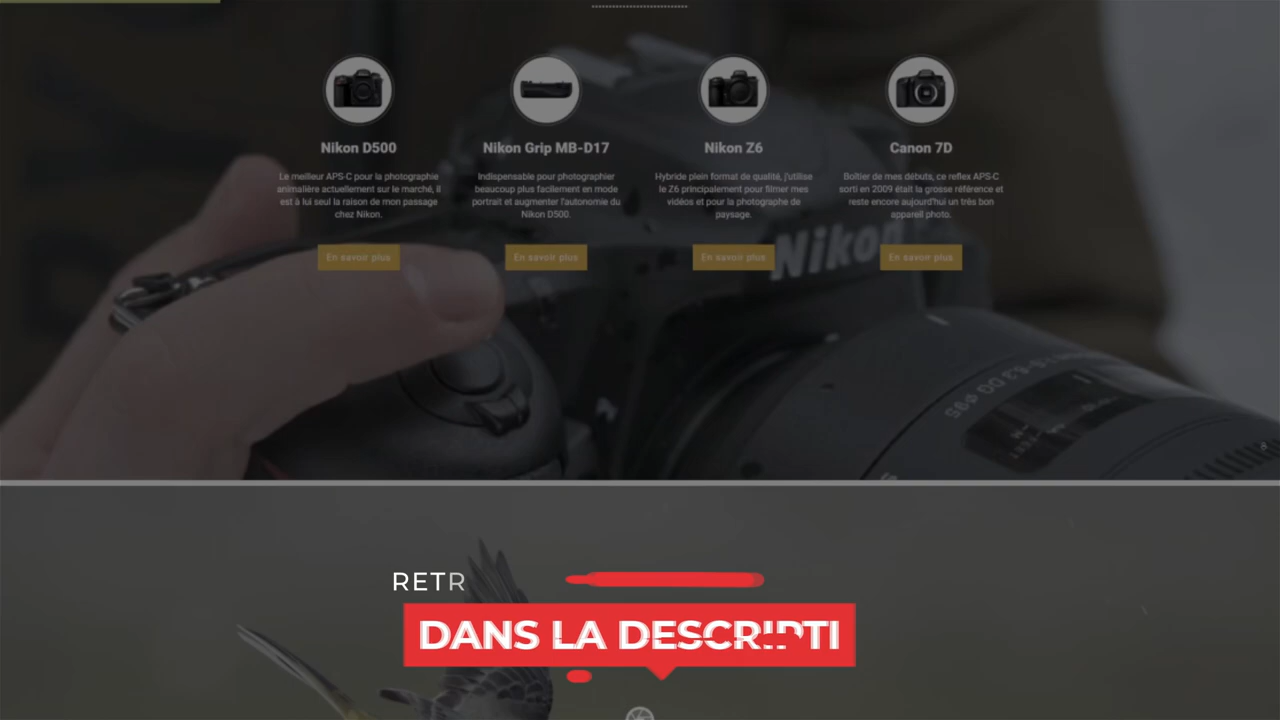 Nikon D500
Le meilleur APS-C pour la photographie
animalière actuellement sur le marché, il
est à lui seul la raison de mon passage
chez Nikon.
En savoir plus
Nikon Grip MB-D17
Indispensable pour photographier
beaucoup plus facilement en mode
portrait et augmenter l'autonomie du
Nikon D500.
En savoir plus
Nikon Z6
Hybride plein format de qualité, j'utilise
le Z6 principalement pour filmer mes
vidéos et pour la photographe de
paysage.
En savoir plus
Canon 7D
Boîtier de mes débuts, ce reflex APS-C
sorti en 2009 était la grosse référence et
reste encore aujourd'hui un très bon
appareil photo.
En savoir plus
Nikon
RETR
DANS LA DESCRIPTI